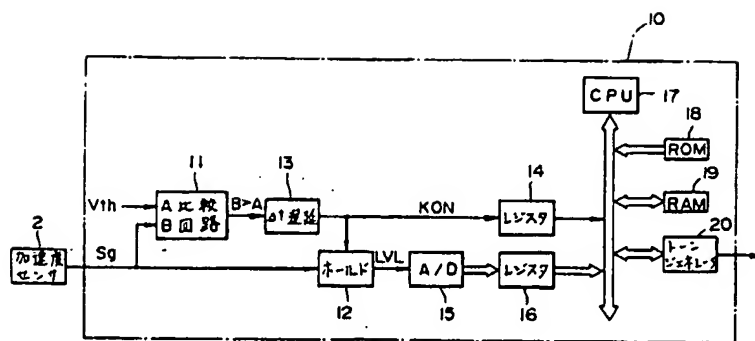 10
CPU
17
18
ROM
19
RAM
20
トーン
ジェネレータ
11
Vth
A 比較
B 回路
B>A
13
Δt 遅延
KON
14
レジスタ
2
加速度
センサ
Sg
ホールド
12
LVL
A/D
15
レジスタ
16